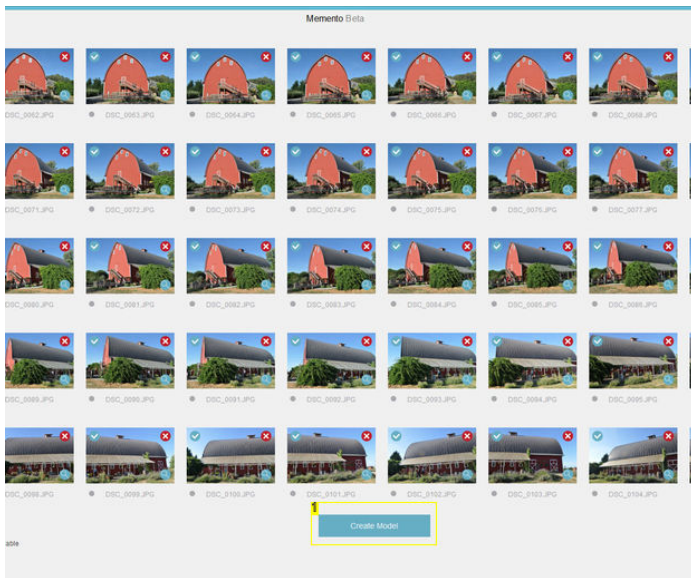 Memento Beta
DSC_0062.JPG DSC_0063.JPG DSC_0064.JPG DSC_0065.JPG DSC_0066.JPG DSC_0067.JPG DSC_0068.JPG
DSC_0071.JPG DSC_0072.JPG DSC_0073.JPG DSC_0074.JPG DSC_0075.JPG DSC_0076.JPG DSC_0077.JPG
DSC_0080.JPG DSC_0081.JPG DSC_0082.JPG DSC_0083.JPG DSC_0084.JPG DSC_0085.JPG DSC_0086.JPG
DSC_0089.JPG DSC_0090.JPG DSC_0091.JPG DSC_0092.JPG DSC_0093.JPG DSC_0094.JPG DSC_0095.JPG
DSC_0098.JPG DSC_0099.JPG DSC_0100.JPG DSC_0101.JPG DSC_0102.JPG DSC_0103.JPG DSC_0104.JPG
1
Create Model
able